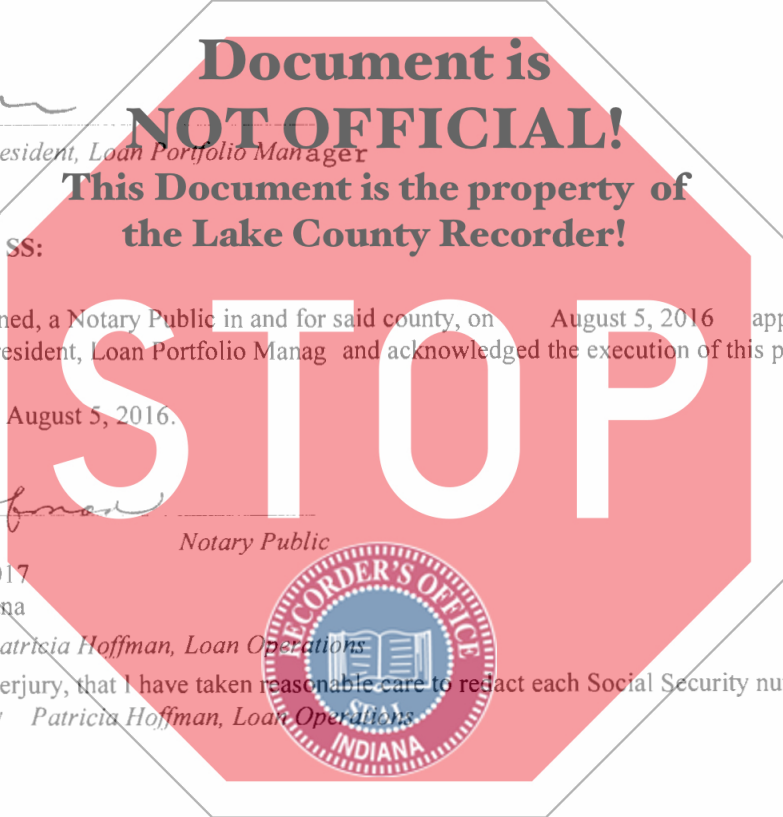 Document is
NOT OFFICIAL!
esident, Loan Portfolio Manager
This Document is the property of
the Lake County Recorder!
SS:
STOP
ned, a Notary Public in and for said county, on August 5, 2016 app
resident, Loan Portfolio Manag and acknowledged the execution of this p
August 5, 2016.
Notary Public
017
na
atricia Hoffman, Loan Operations
erjury, that I have taken reasonable care to redact each Social Security nu
Patricia Hoffman, Loan Operations
RECORDER'S OFFICE
SEAL
INDIANA